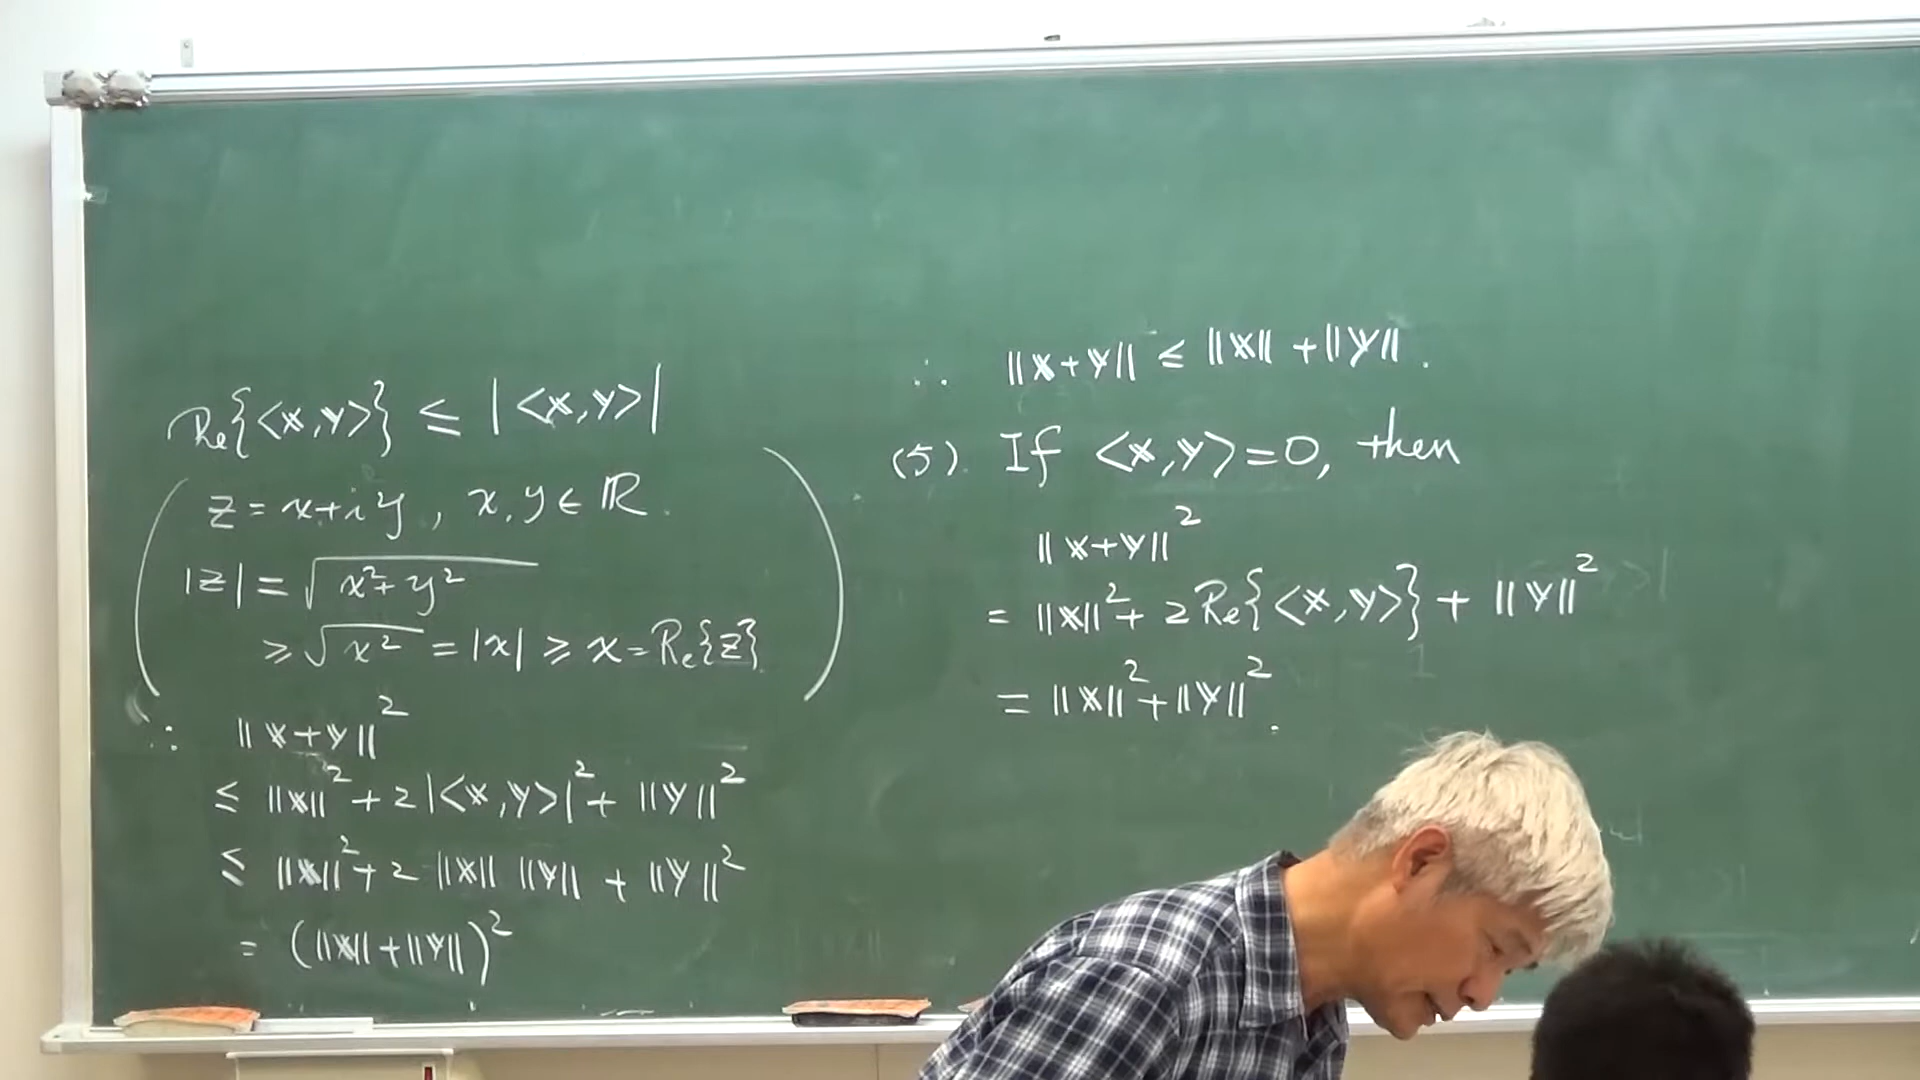 Re{<x,y>} ≤ |<x,y>|
z = x+iy, x,y ∈ ℝ.
|z| = √(x²+y²)
≥ √(x²) = |x| ≥ x = Re{z}
∴ ||x+y||²
≤ ||x||² + 2|<x,y>|² + ||y||²
≤ ||x||² + 2 ||x|| ||y|| + ||y||²
= (||x||+||y||)²
∴ ||x+y|| ≤ ||x|| + ||y||.
(5). If <x,y>=0, then
||x+y||²
= ||x||² + 2Re{<x,y>} + ||y||²
= ||x||² + ||y||².